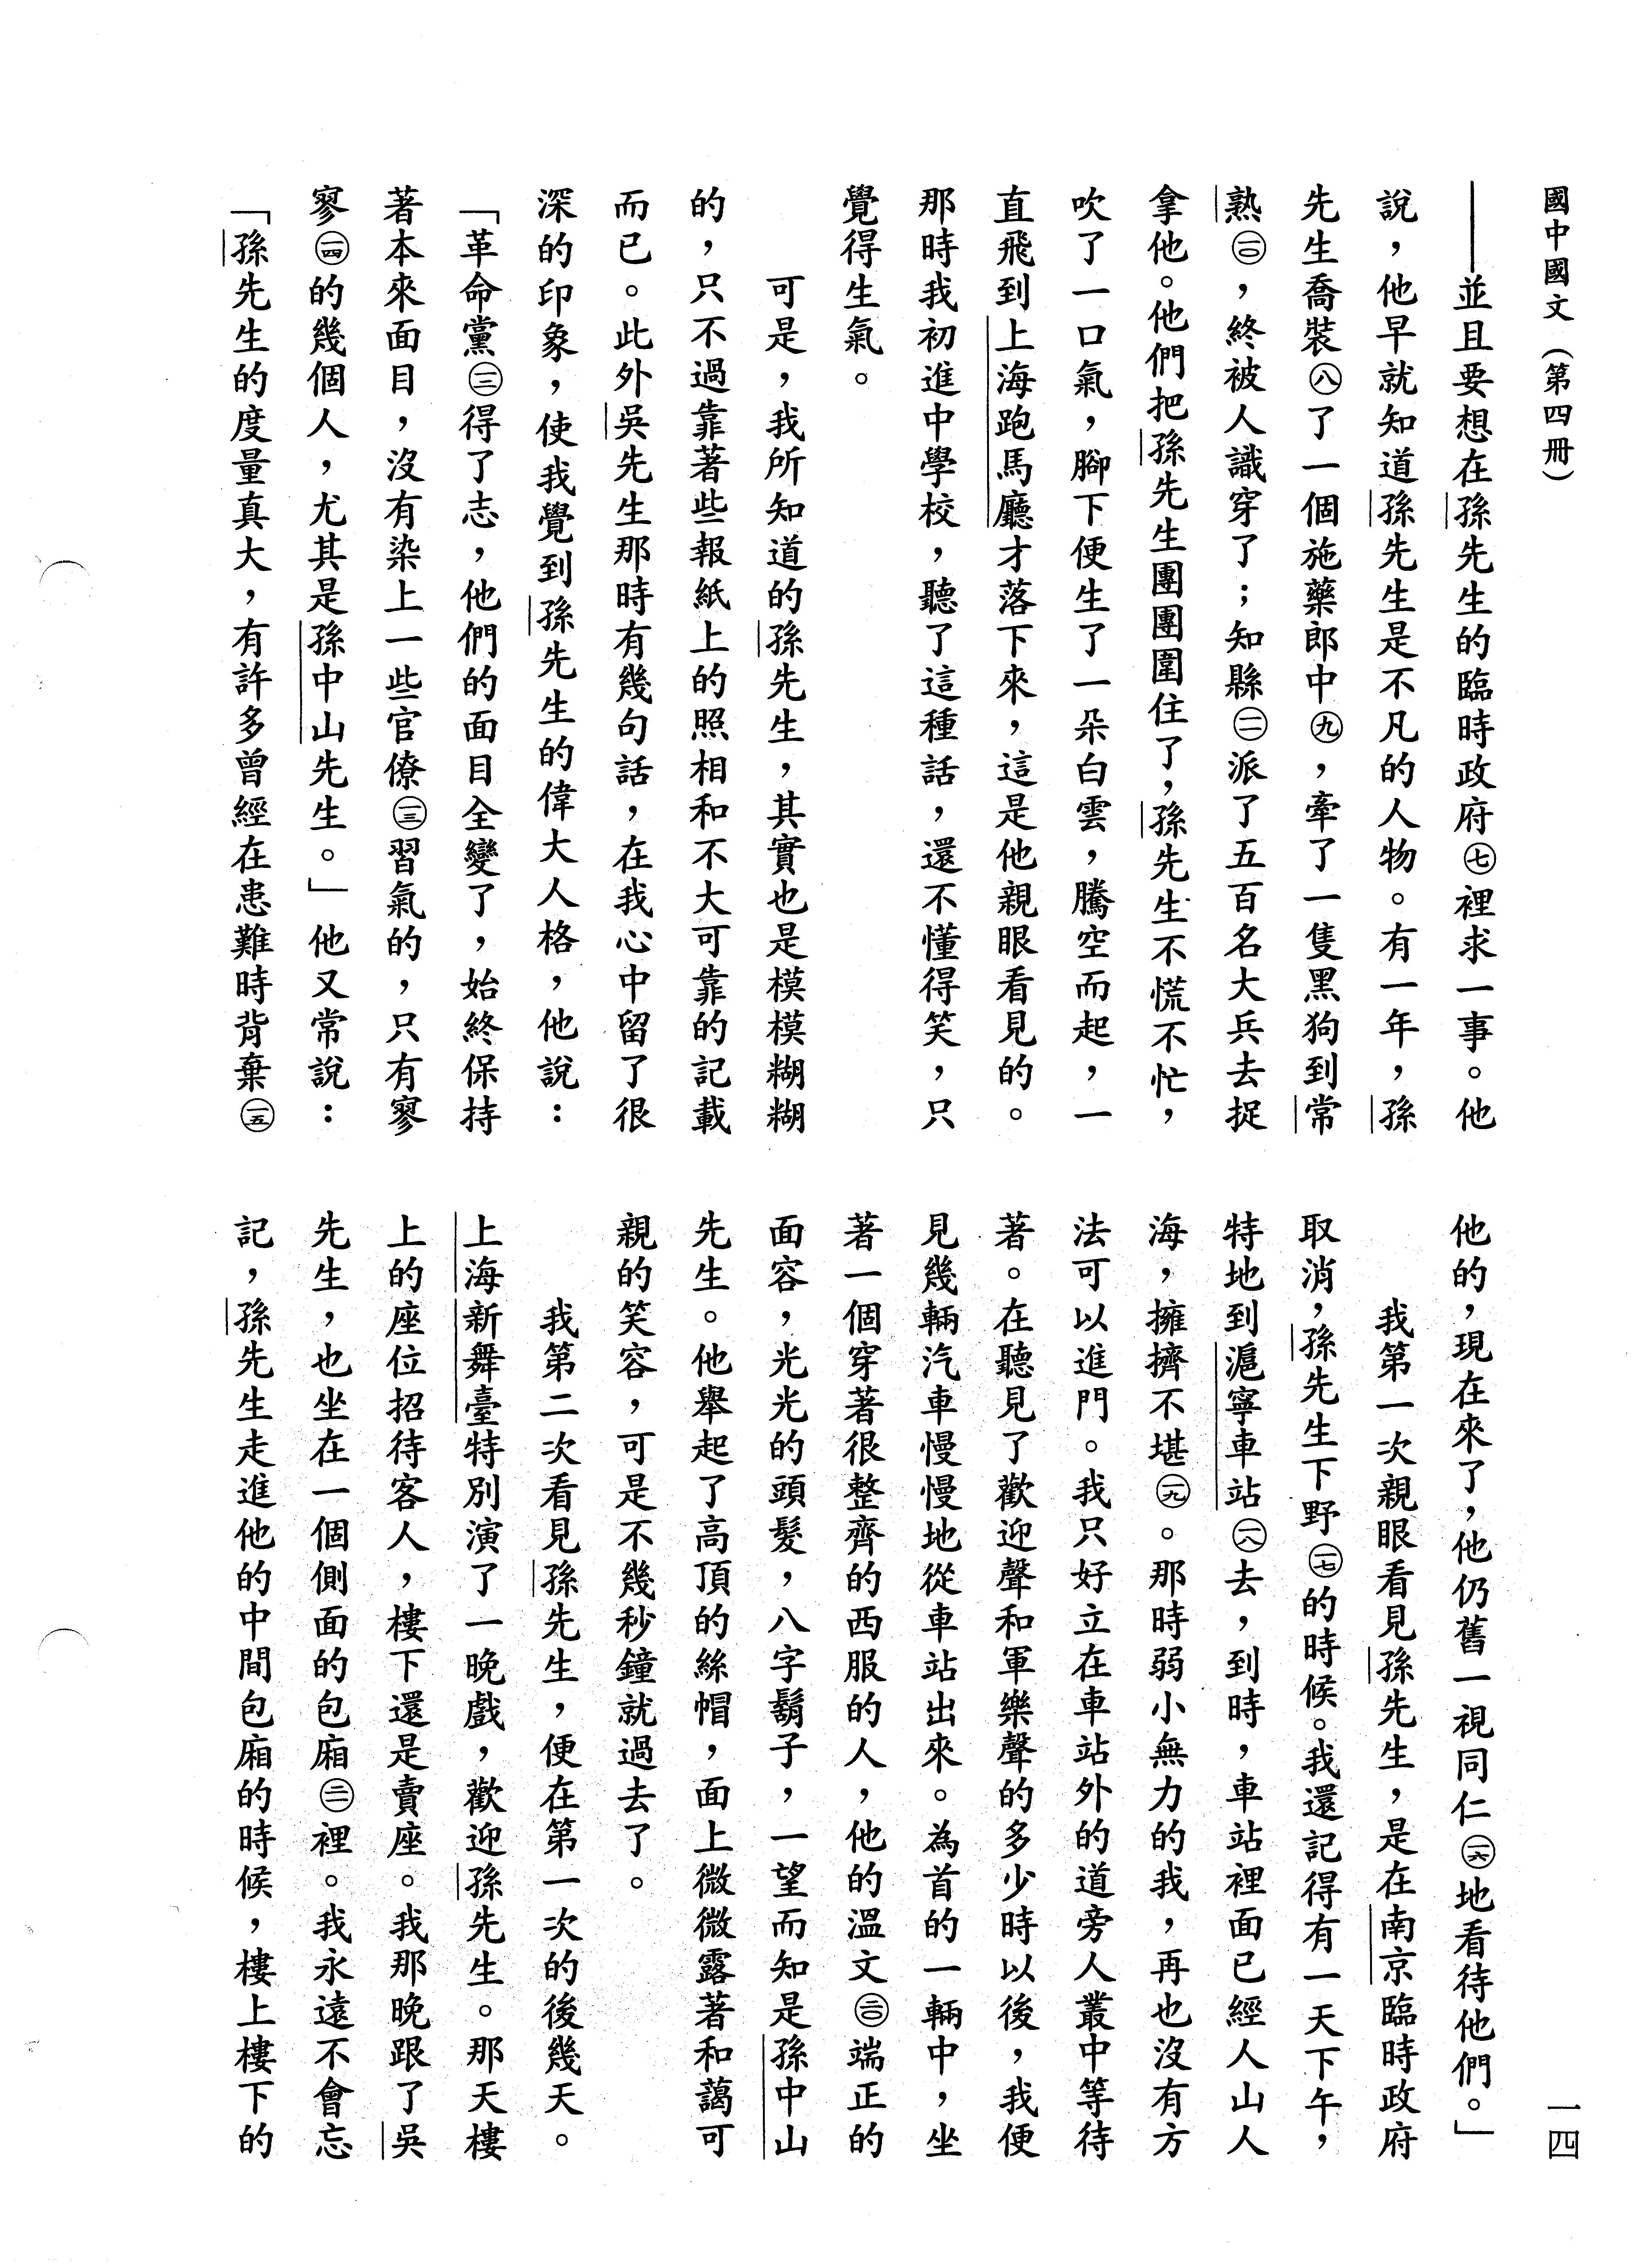 國中國文（第四冊）
一四
——並且要想在孫先生的臨時政府㊆裡求一事。他
說，他早就知道孫先生是不凡的人物。有一年，孫
先生喬裝㊇了一個施藥郎中㊈，牽了一隻黑狗到常
熟㊉，終被人識穿了；知縣㈪派了五百名大兵去捉
拿他。他們把孫先生團團圍住了，孫先生不慌不忙，
吹了一口氣，腳下便生了一朵白雲，騰空而起，一
直飛到上海跑馬廳才落下來，這是他親眼看見的。
那時我初進中學校，聽了這種話，還不懂得笑，只
覺得生氣。
可是，我所知道的孫先生，其實也是模模糊糊
的，只不過靠著些報紙上的照相和不大可靠的記載
而已。此外吳先生那時有幾句話，在我心中留了很
深的印象，使我覺到孫先生的偉大人格，他說：
「革命黨(一二)得了志，他們的面目全變了，始終保持
著本來面目，沒有染上一些官僚(一三)習氣的，只有寥
寥(一四)的幾個人，尤其是孫中山先生。」他又常說：
「孫先生的度量真大，有許多曾經在患難時背棄(一五)
他的，現在來了，他仍舊一視同仁(一六)地看待他們。」
我第一次親眼看見孫先生，是在南京臨時政府
取消，孫先生下野(一七)的時候。我還記得有一天下午，
特地到滬寧車站(一八)去，到時，車站裡面已經人山人
海，擁擠不堪(一九)。那時弱小無力的我，再也沒有方
法可以進門。我只好立在車站外的道旁人叢中等待
著。在聽見了歡迎聲和軍樂聲的多少時以後，我便
見幾輛汽車慢慢地從車站出來。為首的一輛中，坐
著一個穿著很整齊的西服的人，他的溫文(二〇)端正的
面容，光光的頭髮，八字鬍子，一望而知是孫中山
先生。他舉起了高頂的絲帽，面上微微露著和藹可
親的笑容，可是不幾秒鐘就過去了。
我第二次看見孫先生，便在第一次的後幾天。
上海新舞臺特別演了一晚戲，歡迎孫先生。那天樓
上的座位招待客人，樓下還是賣座。我那晚跟了吳
先生，也坐在一個側面的包廂(二一)裡。我永遠不會忘
記，孫先生走進他的中間包廂的時候，樓上樓下的